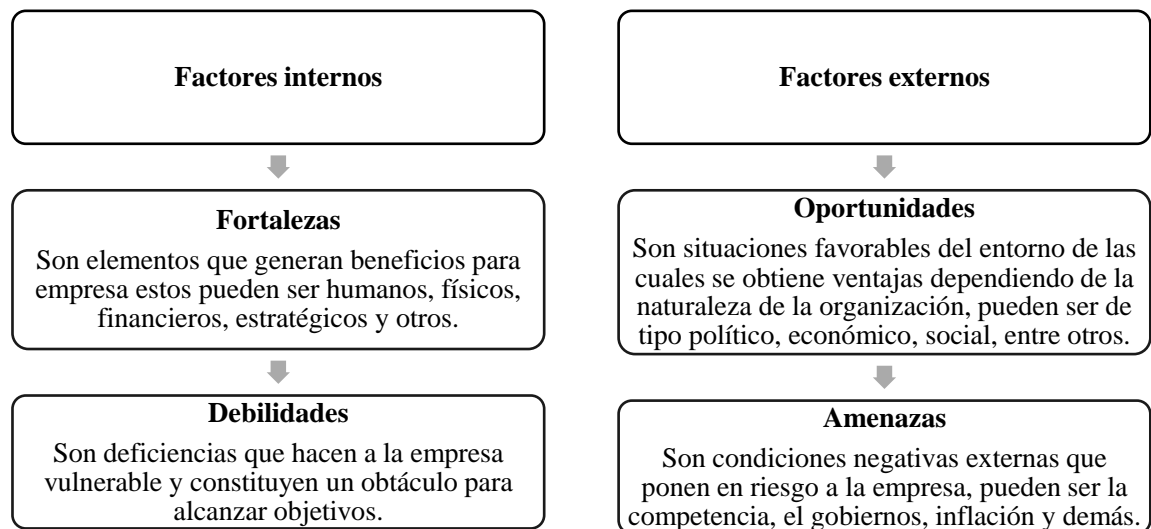 Factores internos
Fortalezas
Son elementos que generan beneficios para
empresa estos pueden ser humanos, físicos,
financieros, estratégicos y otros.
Debilidades
Son deficiencias que hacen a la empresa
vulnerable y constituyen un obtáculo para
alcanzar objetivos.
Factores externos
Oportunidades
Son situaciones favorables del entorno de las
cuales se obtiene ventajas dependiendo de la
naturaleza de la organización, pueden ser de
tipo político, económico, social, entre otros.
Amenazas
Son condiciones negativas externas que
ponen en riesgo a la empresa, pueden ser la
competencia, el gobiernos, inflación y demás.